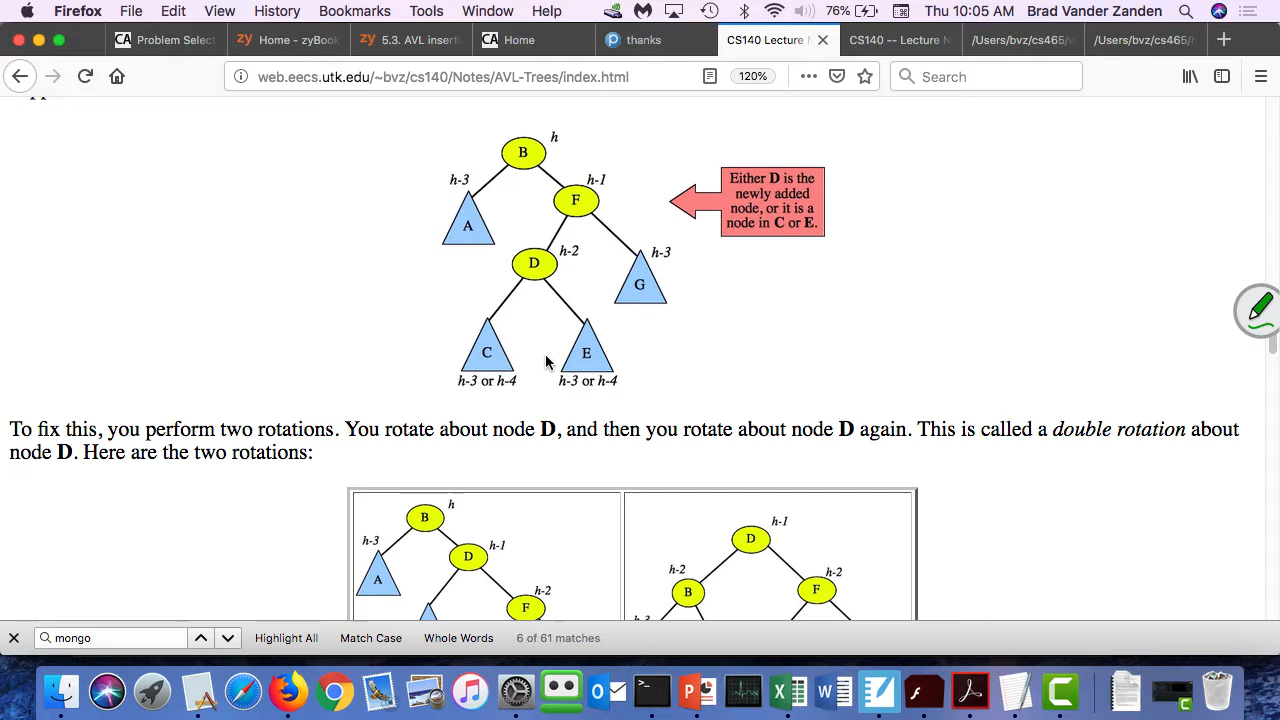 Firefox File Edit View History Bookmarks Tools Window Help 76% Thu 10:05 AM Brad Vander Zanden
CA Problem Select zy Home - zyBook zy 5.3. AVL inserti CA Home thanks CS140 Lecture N CS140 -- Lecture N /Users/bvz/cs465/w /Users/bvz/cs465/h
web.eecs.utk.edu/~bvz/cs140/Notes/AVL-Trees/index.html 120% Search
h
B
h-3 h-1
F
A
Either D is the
newly added
node, or it is a
node in C or E.
h-2 h-3
D
G
C E
h-3 or h-4 h-3 or h-4
To fix this, you perform two rotations. You rotate about node D, and then you rotate about node D again. This is called a double rotation about
node D. Here are the two rotations:
h
B
h-3 h-1
D
A
h-2
F
h-1
D
h-2 h-2
B F
h-3
mongo Highlight All Match Case Whole Words 6 of 61 matches